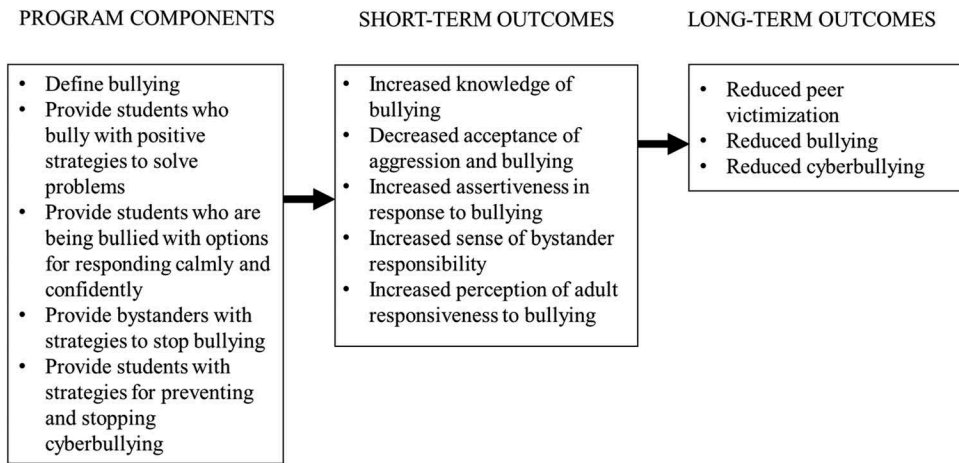 PROGRAM COMPONENTS
• Define bullying
• Provide students who
bully with positive
strategies to solve
problems
• Provide students who are
being bullied with options
for responding calmly and
confidently
• Provide bystanders with
strategies to stop bullying
• Provide students with
strategies for preventing
and stopping
cyberbullying
SHORT-TERM OUTCOMES
• Increased knowledge of
bullying
• Decreased acceptance of
aggression and bullying
• Increased assertiveness in
response to bullying
• Increased sense of bystander
responsibility
• Increased perception of adult
responsiveness to bullying
LONG-TERM OUTCOMES
• Reduced peer
victimization
• Reduced bullying
• Reduced cyberbullying